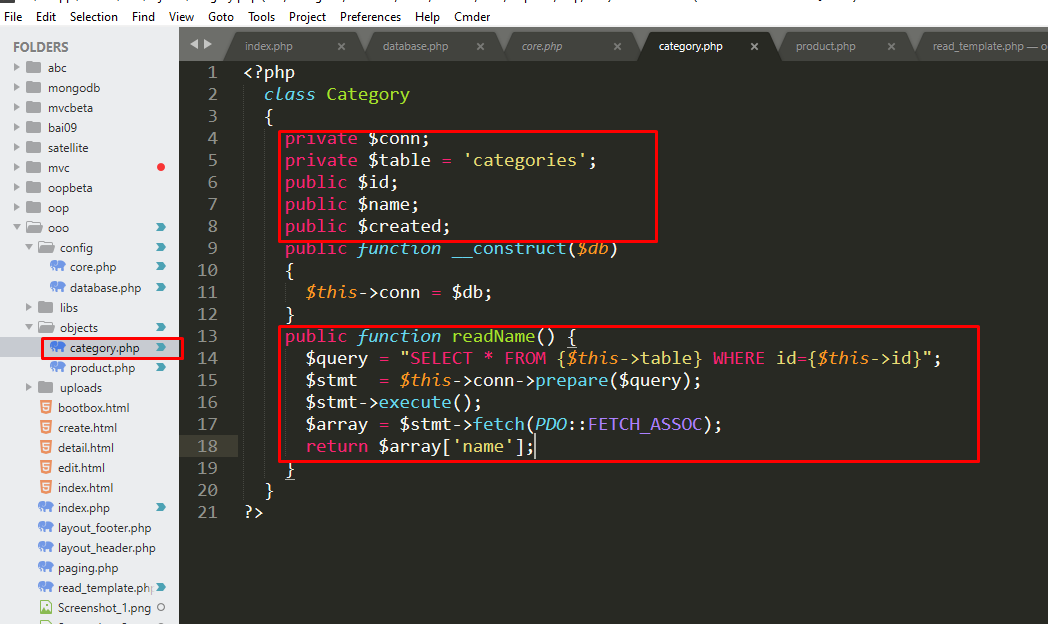 File Edit Selection Find View Goto Tools Project Preferences Help Cmder
FOLDERS
abc
mongodb
mvcbeta
bai09
satellite
mvc
oopbeta
oop
ooo
config
core.php
database.php
libs
objects
category.php
product.php
uploads
bootbox.html
create.html
detail.html
edit.html
index.html
index.php
layout_footer.php
layout_header.php
paging.php
read_template.php
Screenshot_1.png
index.php × database.php × core.php × category.php × product.php × read_template.php — o
1 <?php
2 class Category
3 {
4 private $conn;
5 private $table = 'categories';
6 public $id;
7 public $name;
8 public $created;
9 public function __construct($db)
10 {
11 $this->conn = $db;
12 }
13 public function readName() {
14 $query = "SELECT * FROM {$this->table} WHERE id={$this->id}";
15 $stmt  = $this->conn->prepare($query);
16 $stmt->execute();
17 $array = $stmt->fetch(PDO::FETCH_ASSOC);
18 return $array['name'];
19 }
20 }
21 ?>